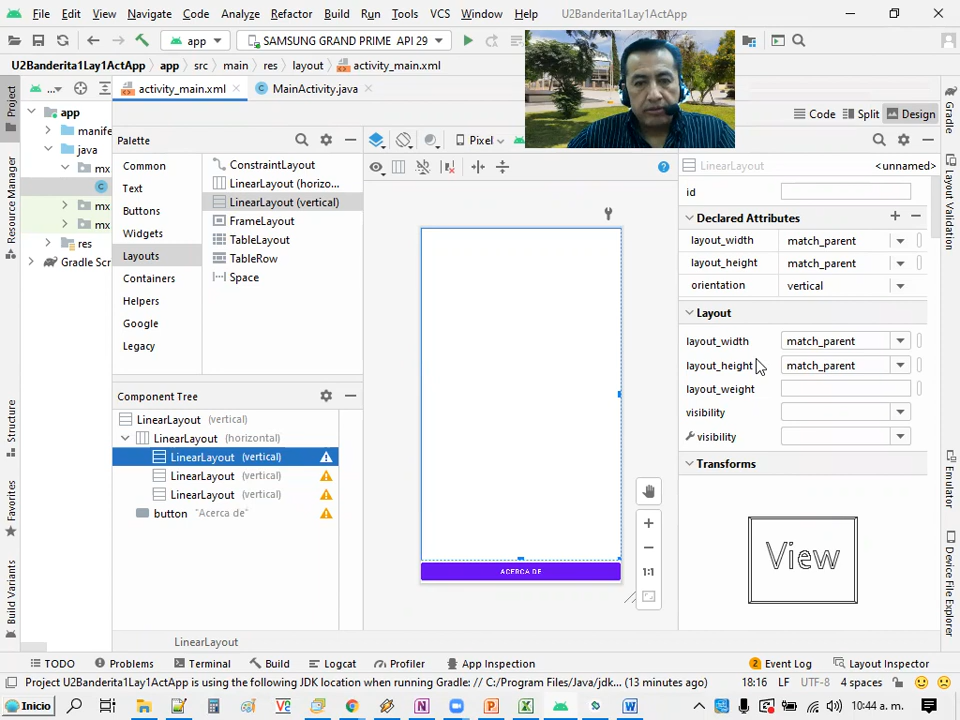 File Edit View Navigate Code Analyze Refactor Build Run Tools VCS Window Help U2Banderita1Lay1ActApp
app SAMSUNG GRAND PRIME API 29
U2Banderita1Lay1ActApp app src main res layout activity_main.xml
activity_main.xml MainActivity.java
Code Split Design
Project
Resource Manager
Structure
Favorites
Build Variants
app
manife
java
mx
mx
mx
res
Gradle Scr
Palette
Common
Text
Buttons
Widgets
Layouts
Containers
Helpers
Google
Legacy
ConstraintLayout
LinearLayout (horizo...
LinearLayout (vertical)
FrameLayout
TableLayout
TableRow
Space
Component Tree
LinearLayout (vertical)
LinearLayout (horizontal)
LinearLayout (vertical)
LinearLayout (vertical)
LinearLayout (vertical)
button "Acerca de"
Pixel
ACERCA DE
1:1
LinearLayout <unnamed>
id
Declared Attributes
layout_width match_parent
layout_height match_parent
orientation vertical
Layout
layout_width match_parent
layout_height match_parent
layout_weight
visibility
visibility
Transforms
View
Gradle
Layout Validation
Emulator
Device File Explorer
LinearLayout
TODO Problems Terminal Build Logcat Profiler App Inspection 2 Event Log Layout Inspector
Project U2Banderita1Lay1ActApp is using the following JDK location when running Gradle: // C:/Program Files/Java/jdk... (13 minutes ago) 18:16 LF UTF-8 4 spaces
Inicio 10:44 a. m.